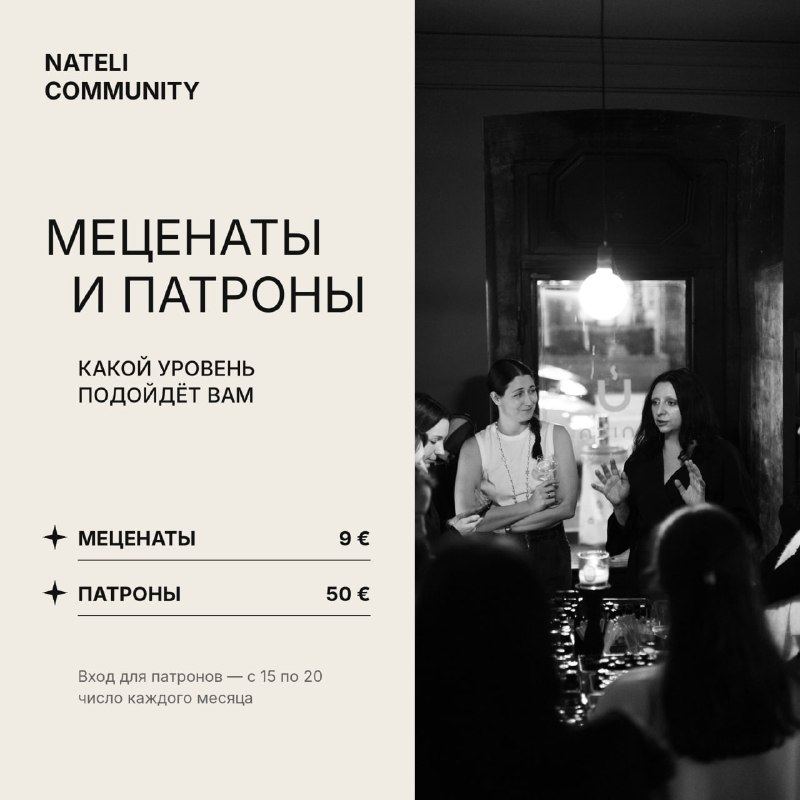 NATELI
COMMUNITY
МЕЦЕНАТЫ
И ПАТРОНЫ
КАКОЙ УРОВЕНЬ
ПОДОЙДЁТ ВАМ
МЕЦЕНАТЫ 9 €
ПАТРОНЫ 50 €
Вход для патронов — с 15 по 20
число каждого месяца